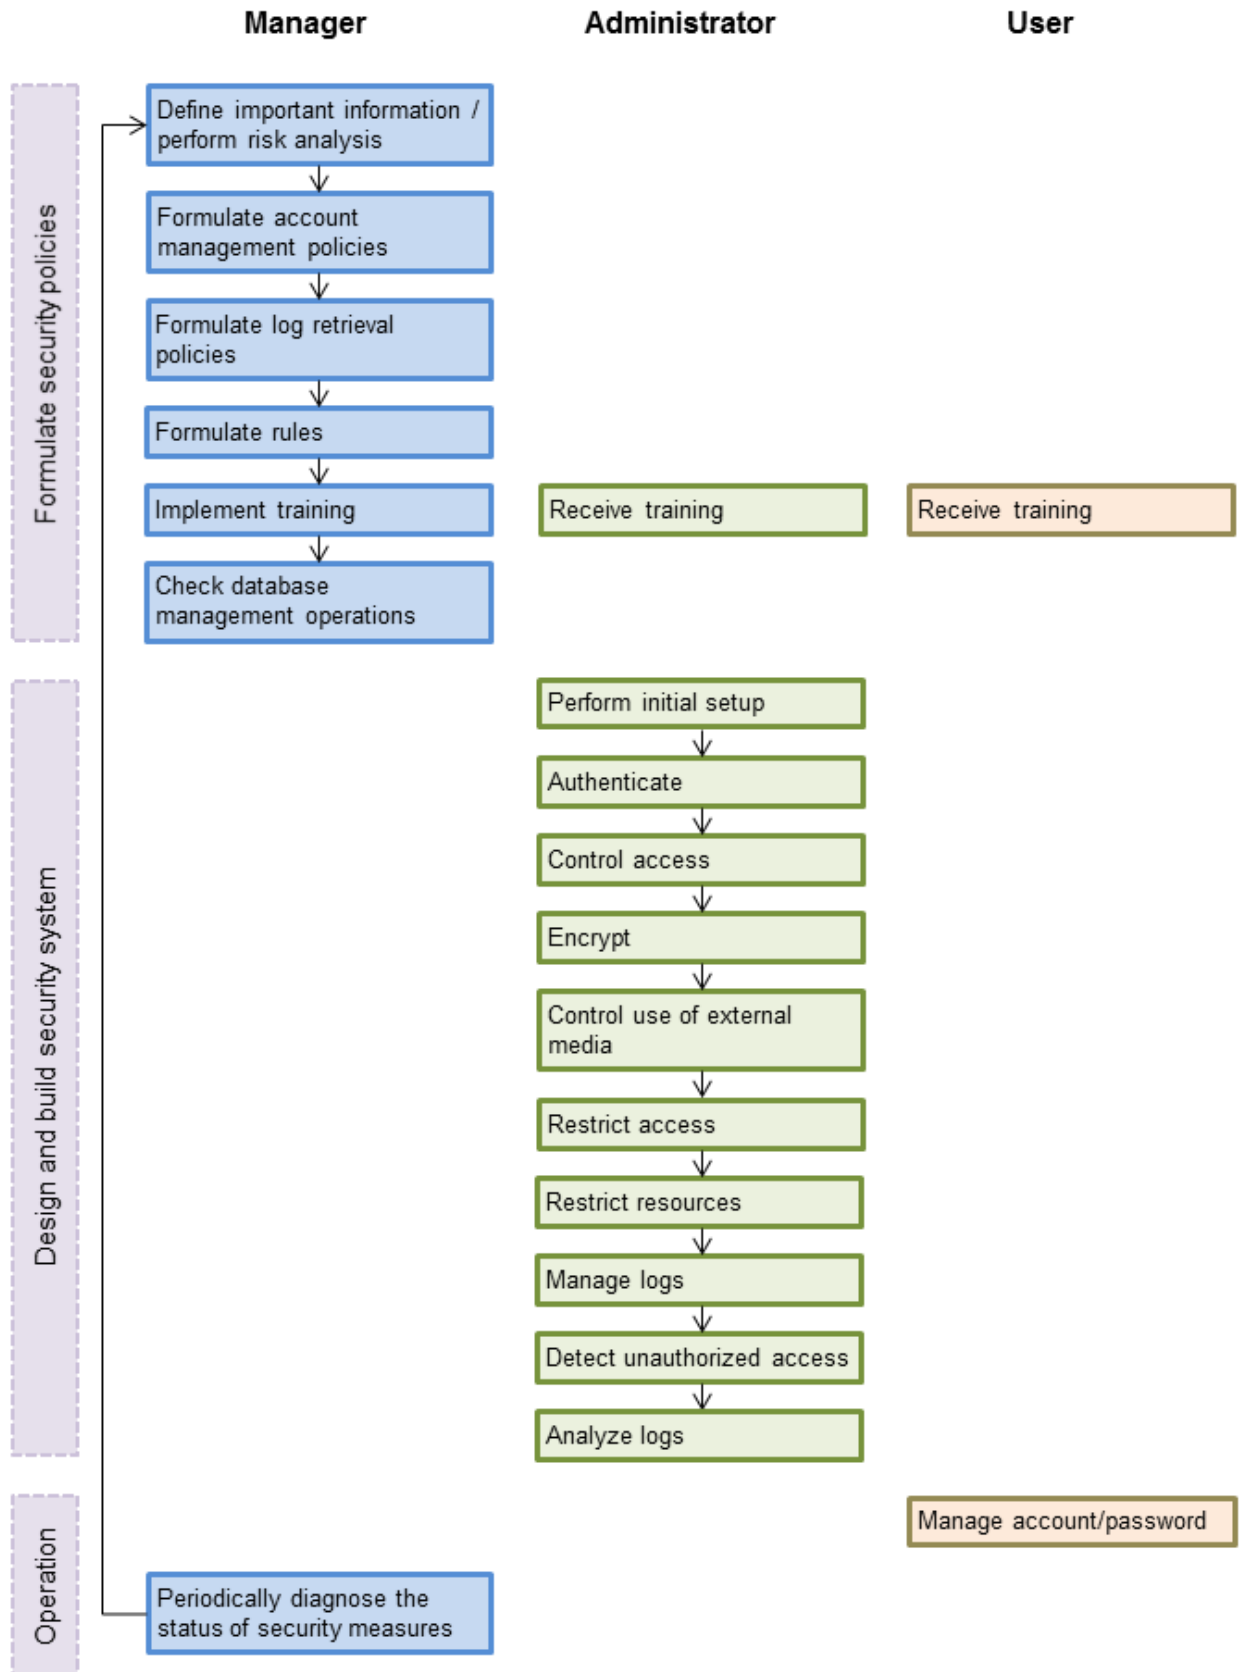 Manager
Administrator
User
Formulate security policies
Define important information /
perform risk analysis
Formulate account
management policies
Formulate log retrieval
policies
Formulate rules
Implement training
Receive training
Receive training
Check database
management operations
Design and build security system
Perform initial setup
Authenticate
Control access
Encrypt
Control use of external
media
Restrict access
Restrict resources
Manage logs
Detect unauthorized access
Analyze logs
Operation
Manage account/password
Periodically diagnose the
status of security measures